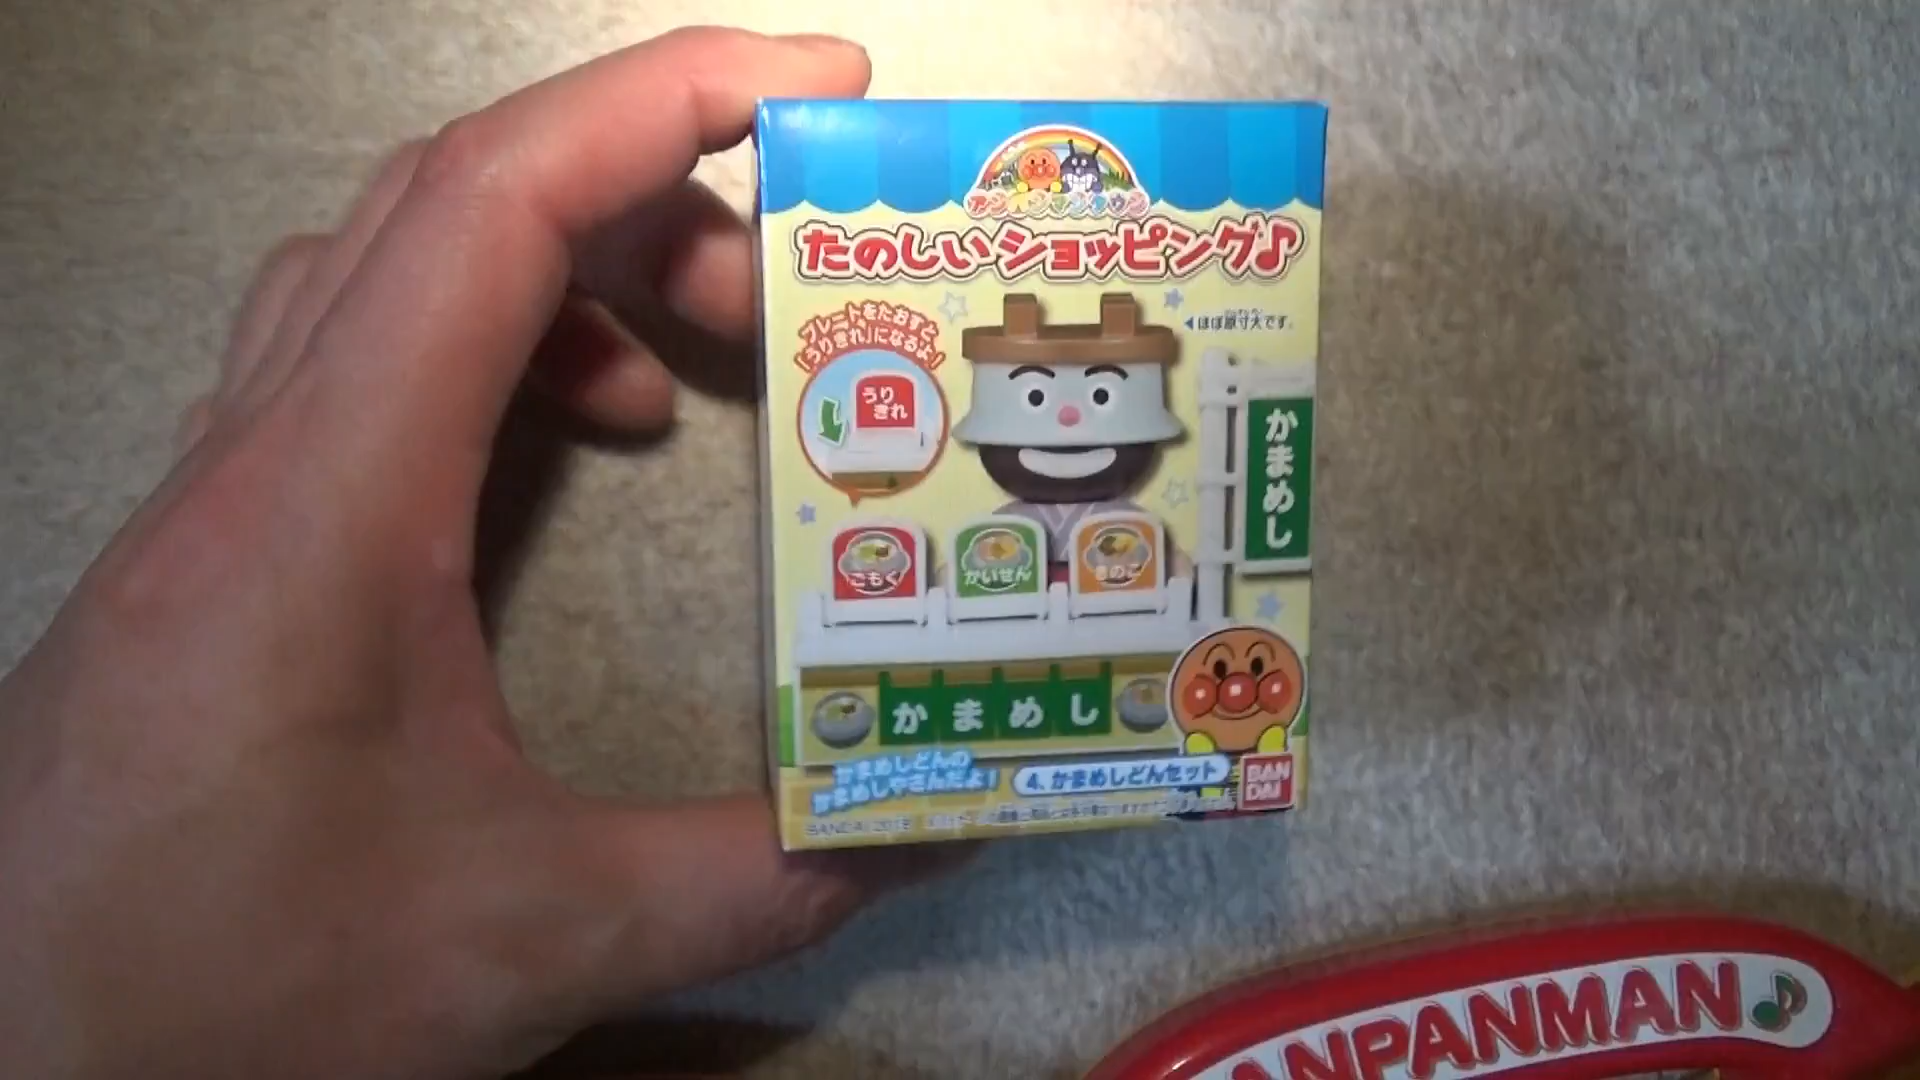 アンパンマンタウン
たのしいショッピング♪
プレートをたおすと
「うりきれ」になるよ!
◀ほぼ原寸大です。
うり
きれ
かまめし
ごもく
かいせん
きのこ
かまめし
かまめしどんの
かまめしやさんだよ!
4.かまめしどんセット
BAN
DAI
ANPANMAN♪